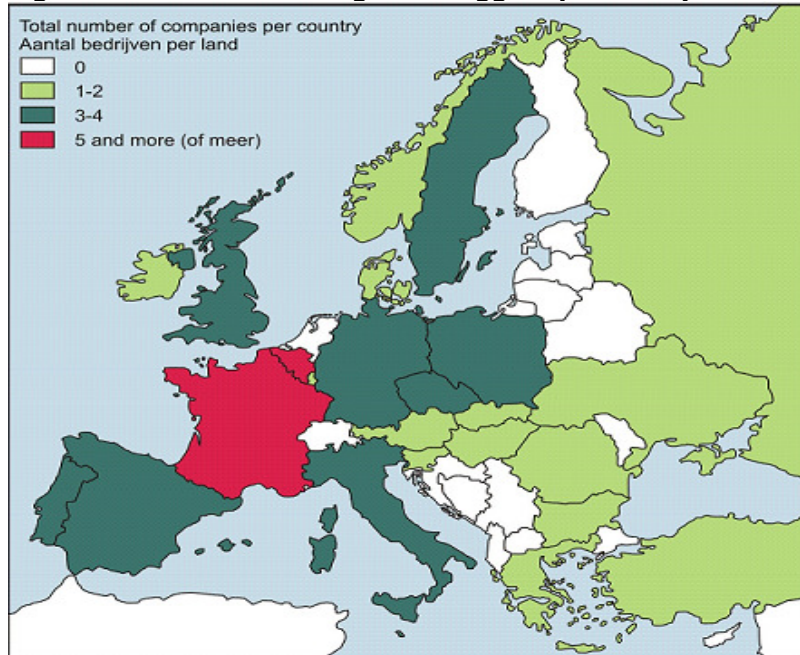 Total number of companies per country
Aantal bedrijven per land
0
1-2
3-4
5 and more (of meer)